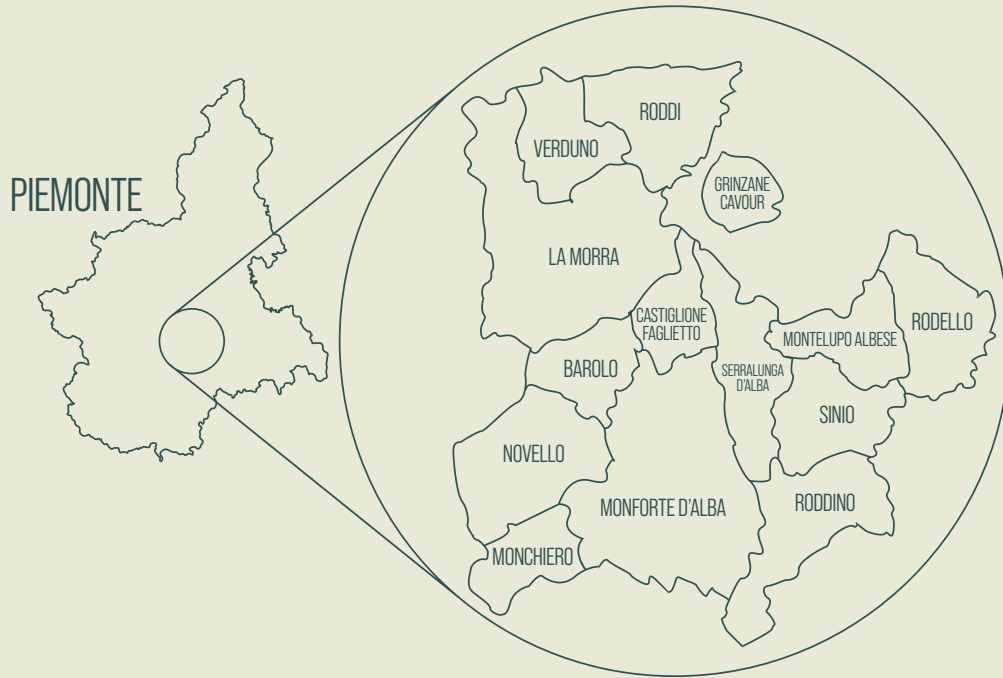 PIEMONTE
RODDI
VERDUNO
GRINZANE
CAVOUR
LA MORRA
CASTIGLIONE
FAGLIETTO
RODELLO
MONTELUPO ALBESE
BAROLO
SERRALUNGA
D'ALBA
SINIO
NOVELLO
RODDINO
MONFORTE D'ALBA
MONCHIERO